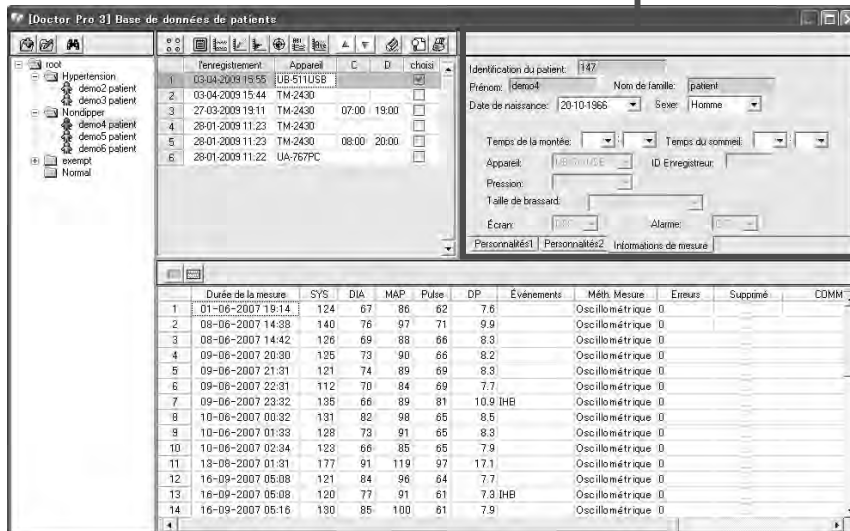 [Doctor Pro 3] Base de données de patients
root
Hypertension
demo2 patient
demo3 patient
Nondipper
demo4 patient
demo5 patient
demo6 patient
exempt
Normal
l'enregistrement Appareil C D choisi
1 03-04-2009 15:55 UB-511USB
2 03-04-2009 15:44 TM-2430
3 27-03-2009 19:11 TM-2430 07:00 19:00
4 28-01-2009 11:23 TM-2430
5 28-01-2009 11:23 TM-2430 08:00 20:00
6 28-01-2009 11:22 UA-767PC
Identification du patient: 147
Prénom: demo4 Nom de famille: patient
Date de naissance: 20-10-1966 Sexe: Homme
Temps de la montée: : Temps du sommeil: :
Appareil: ID Enregistreur:
Pression:
Taille de brassard:
Écran: Alarme:
Personnalités1 Personnalités2 Informations de mesure
Durée de la mesure SYS DIA MAP Pulse DP Événements Méth. Mesure Erreurs Supprimé COMM
1 01-06-2007 19:14 124 67 86 62 7.6 Oscillométrique 0
2 08-06-2007 14:38 140 76 97 71 9.9 Oscillométrique 0
3 08-06-2007 14:42 126 69 88 66 8.3 Oscillométrique 0
4 09-06-2007 20:30 125 73 90 66 8.2 Oscillométrique 0
5 09-06-2007 21:31 121 74 89 69 8.3 Oscillométrique 0
6 09-06-2007 22:31 112 70 84 69 7.7 Oscillométrique 0
7 09-06-2007 23:32 135 66 89 81 10.9 IHB Oscillométrique 0
8 10-06-2007 00:32 131 82 98 65 8.5 Oscillométrique 0
9 10-06-2007 01:33 128 73 91 65 8.3 Oscillométrique 0
10 10-06-2007 02:34 123 66 85 65 7.9 Oscillométrique 0
11 13-08-2007 01:31 177 91 119 97 17.1 Oscillométrique 0
12 16-09-2007 05:08 121 84 96 64 7.7 Oscillométrique 0
13 16-09-2007 05:08 120 77 91 61 7.3 IHB Oscillométrique 0
14 16-09-2007 05:16 130 85 100 61 7.9 Oscillométrique 0